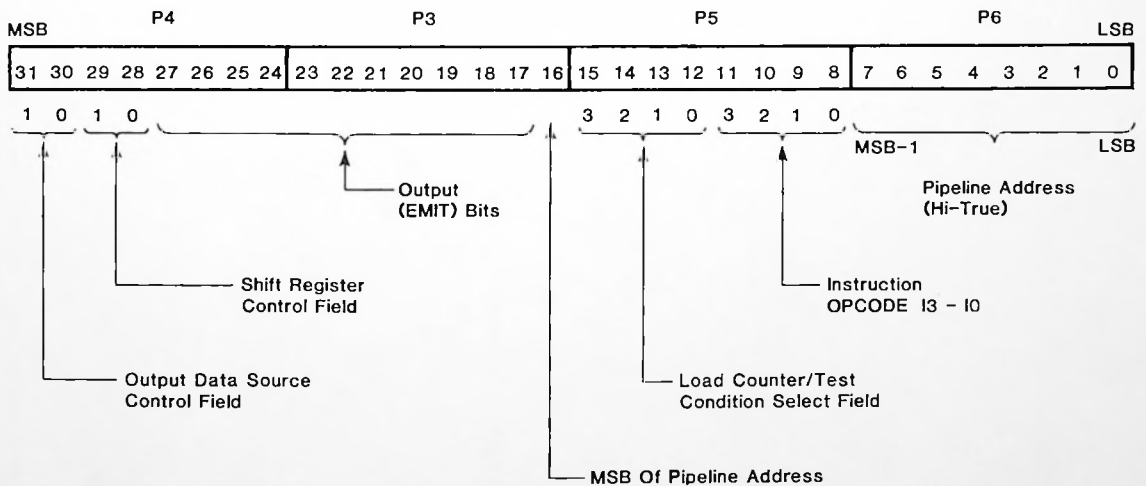 P4 P3 P5 P6
MSB LSB
31 30 29 28 27 26 25 24 23 22 21 20 19 18 17 16 15 14 13 12 11 10 9 8 7 6 5 4 3 2 1 0
1 0 1 0 3 2 1 0 3 2 1 0
MSB-1 LSB
Pipeline Address
(Hi-True)
Output
(EMIT) Bits
Shift Register
Control Field
Instruction
OPCODE I3 - I0
Output Data Source
Control Field
Load Counter/Test
Condition Select Field
MSB Of Pipeline Address